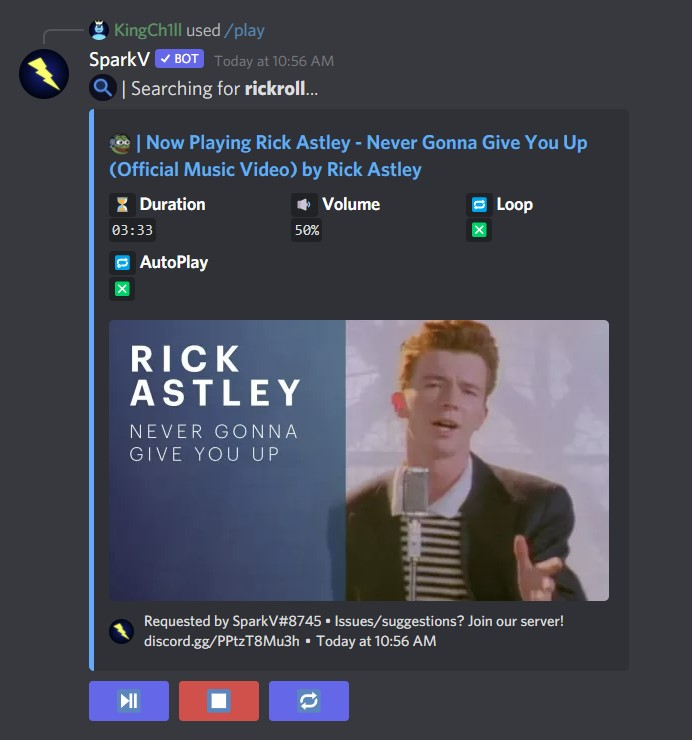 KingCh1ll used /play
SparkV ✓ BOT Today at 10:56 AM
| Searching for rickroll...
| Now Playing Rick Astley - Never Gonna Give You Up
(Official Music Video) by Rick Astley
Duration Volume Loop
03:33 50%
AutoPlay
RICK
ASTLEY
NEVER GONNA
GIVE YOU UP
Requested by SparkV#8745 • Issues/suggestions? Join our server!
discord.gg/PPtzT8Mu3h • Today at 10:56 AM